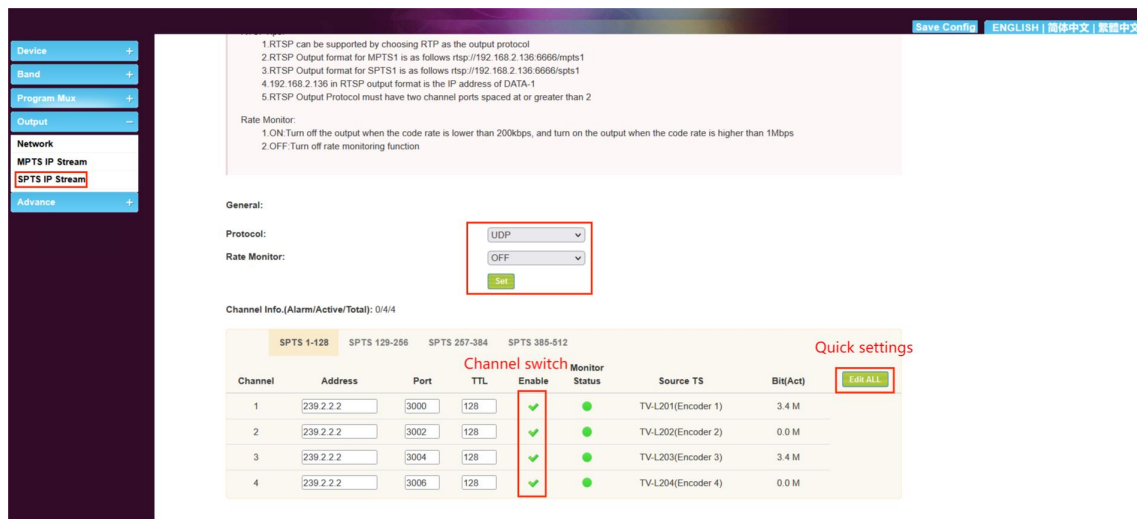 Save Config
ENGLISH | 简体中文 | 繁體中文
Device +
Band +
Program Mux +
Output −
Network
MPTS IP Stream
SPTS IP Stream
Advance +
1.RTSP can be supported by choosing RTP as the output protocol
2.RTSP Output format for MPTS1 is as follows rtsp://192.168.2.136:6666/mpts1
3.RTSP Output format for SPTS1 is as follows rtsp://192.168.2.136:6666/spts1
4.192.168.2.136 in RTSP output format is the IP address of DATA-1
5.RTSP Output Protocol must have two channel ports spaced at or greater than 2
Rate Monitor:
1.ON:Turn off the output when the code rate is lower than 200kbps, and turn on the output when the code rate is higher than 1Mbps
2.OFF:Turn off rate monitoring function
General:
Protocol: UDP
Rate Monitor: OFF
Set
Channel Info.(Alarm/Active/Total): 0/4/4
SPTS 1-128 SPTS 129-256 SPTS 257-384 SPTS 385-512
Quick settings
Channel switch
Channel Address Port TTL Enable Monitor Status Source TS Bit(Act) Edit ALL
1 239.2.2.2 3000 128 TV-L201(Encoder 1) 3.4 M
2 239.2.2.2 3002 128 TV-L202(Encoder 2) 0.0 M
3 239.2.2.2 3004 128 TV-L203(Encoder 3) 3.4 M
4 239.2.2.2 3006 128 TV-L204(Encoder 4) 0.0 M